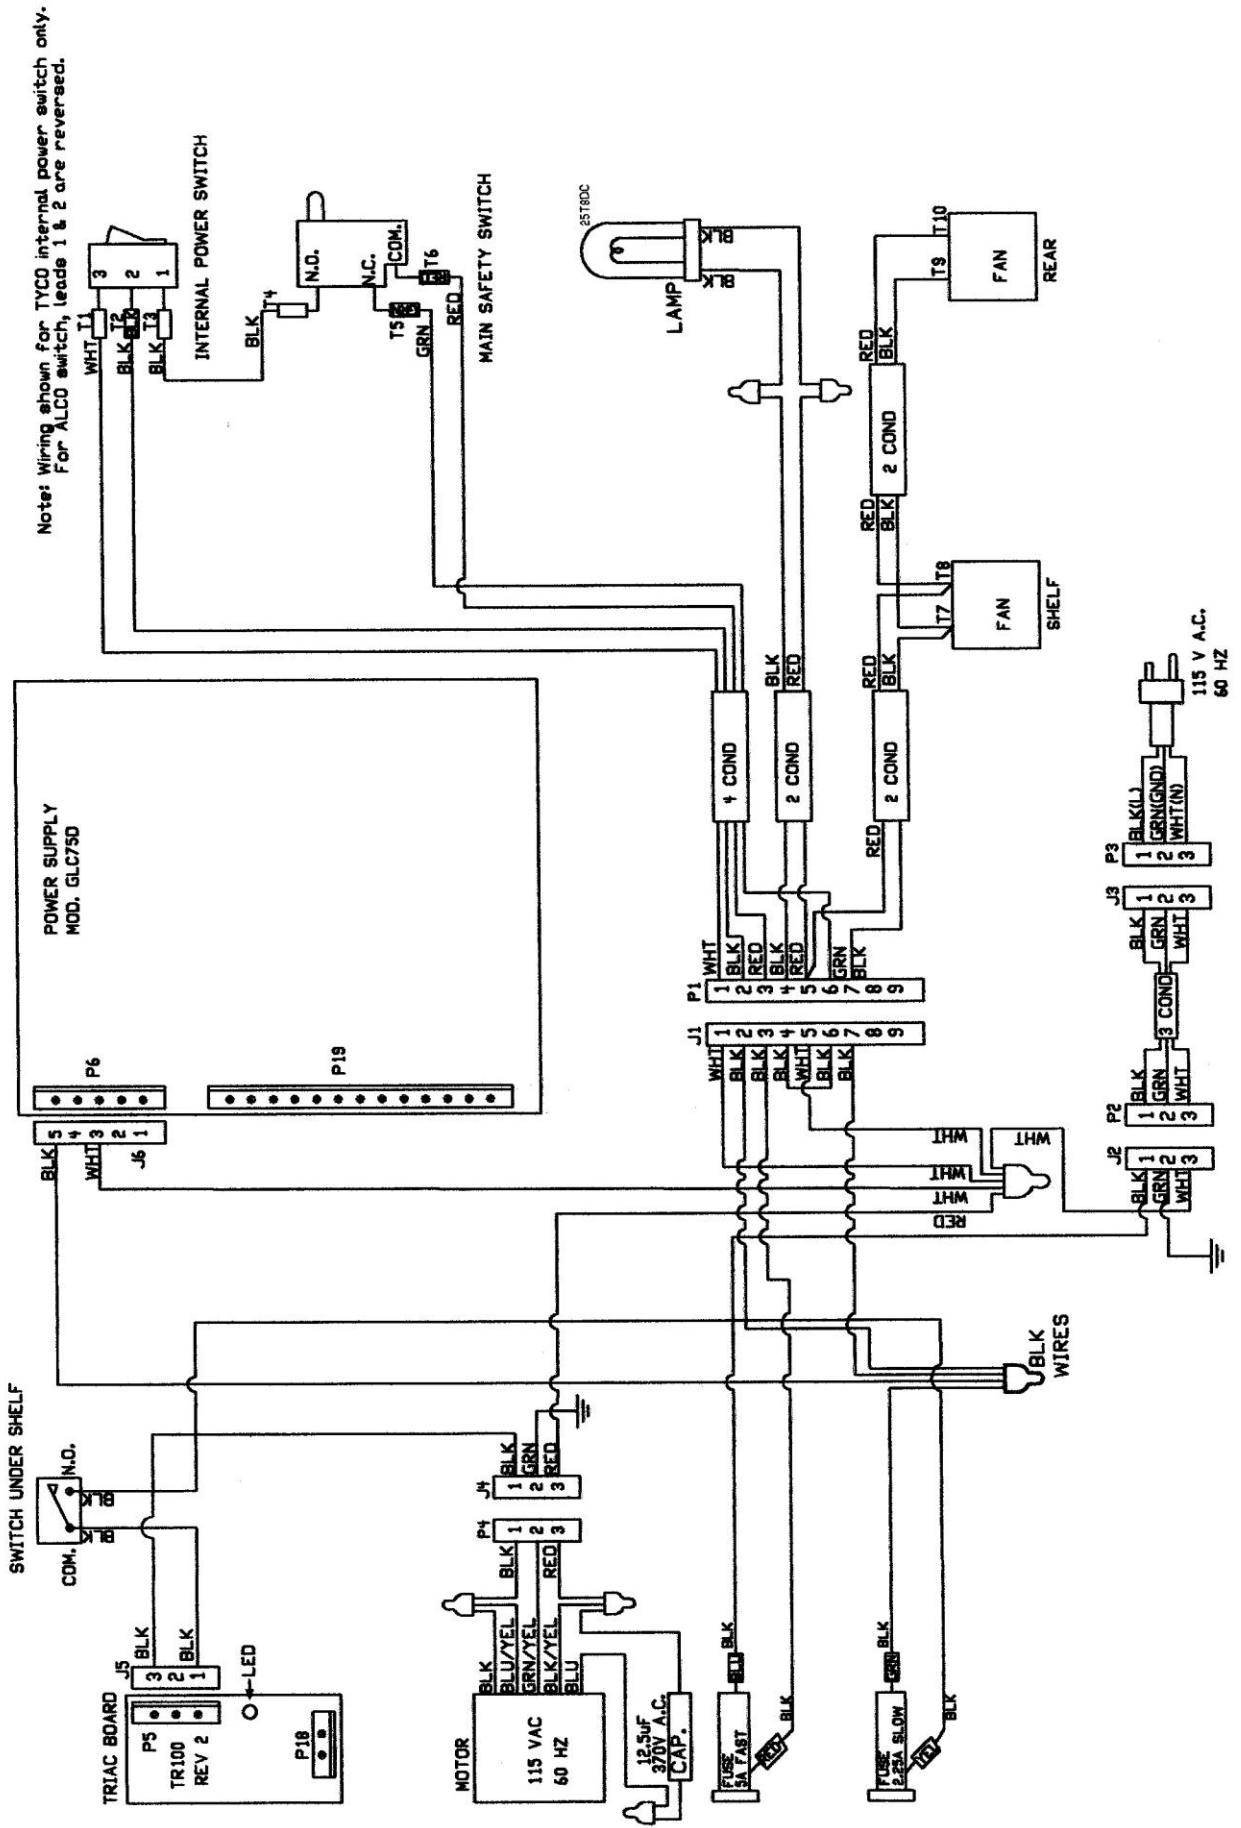 Note: Wiring shown for TYCO internal power switch only.
For ALCO switch, leads 1 & 2 are reversed.
POWER SUPPLY
MOD. GLC75D
P6
P19
J6
5
4
3
2
1
BLK
WHT
WHT
T1
3
BLK
T2
BLK
2
BLK
T3
1
INTERNAL POWER SWITCH
BLK
T4
N.O.
N.C.
COM.
T5
GRN
T6
RED
MAIN SAFETY SWITCH
25T8DC
LAMP
BLK
BLK
FAN
REAR
T9
T10
RED
BLK
2 COND
RED
BLK
FAN
SHELF
T7
T8
RED
BLK
2 COND
RED
BLK
RED
2 COND
4 COND
P1
1
2
3
4
5
6
7
8
9
WHT
BLK
RED
BLK
RED
GRN
BLK
J1
1
2
3
4
5
6
7
8
9
WHT
BLK
BLK
BLK
WHT
BLK
BLK
WHT
WHT
WHT
WHT
RED
115 V A.C.
60 HZ
BLK(L)
GRN(GND)
WHT(N)
P3
1
2
3
J3
1
2
3
BLK
GRN
WHT
3 COND
BLK
GRN
WHT
P2
1
2
3
J2
1
2
3
BLK
GRN
WHT
BLK
WIRES
SWITCH UNDER SHELF
COM.
N.O.
BLK
BLK
TRIAC BOARD
J5
3
2
1
BLK
BLK
P5
TR100
REV 2
LED
P18
J4
1
2
3
BLK
GRN
RED
P4
1
2
3
BLK
RED
MOTOR
115 VAC
60 HZ
BLK
BLU/YEL
GRN/YEL
BLK/YEL
BLU
12.5uF
370V A.C.
CAP.
FUSE
5A FAST
BLU
BLK
RED
BLK
FUSE
2.25A SLOW
GRN
BLK
YEL
BLK